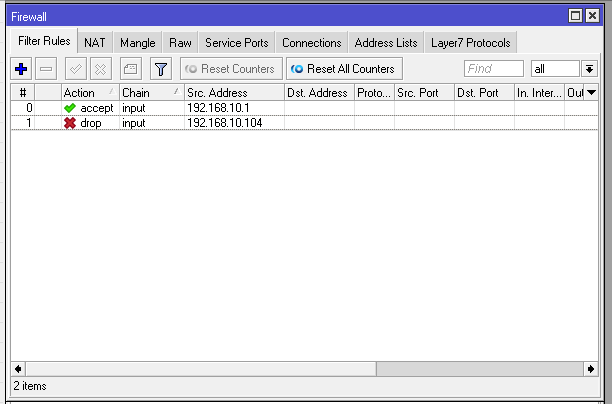 Firewall
Filter Rules NAT Mangle Raw Service Ports Connections Address Lists Layer7 Protocols
Reset Counters Reset All Counters Find all
# Action Chain Src. Address Dst. Address Proto... Src. Port Dst. Port In. Inter... Out
0 accept input 192.168.10.1
1 drop input 192.168.10.104
2 items